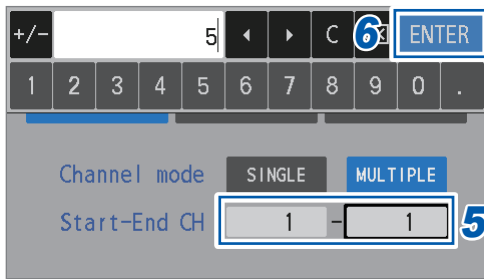 +/- 5 ◀ ▶ C 6 ENTER
1 2 3 4 5 6 7 8 9 0 .
Channel mode SINGLE MULTIPLE
Start-End CH 1 - 1 5